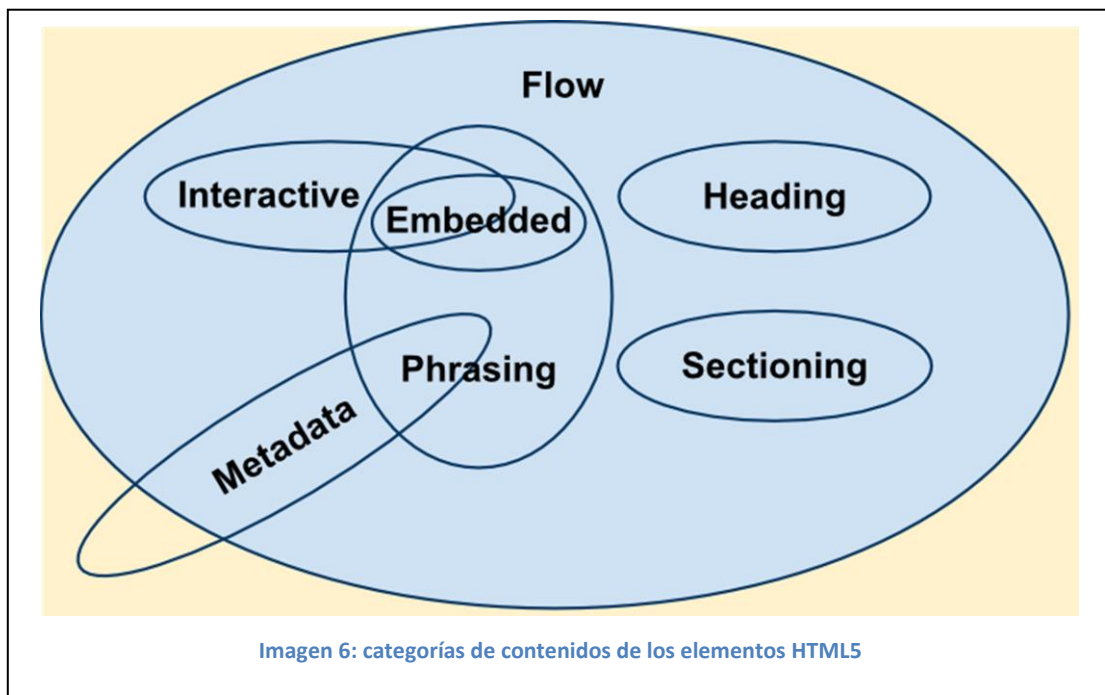 Flow
Interactive
Embedded
Heading
Phrasing
Sectioning
Metadata
Imagen 6: categorías de contenidos de los elementos HTML5